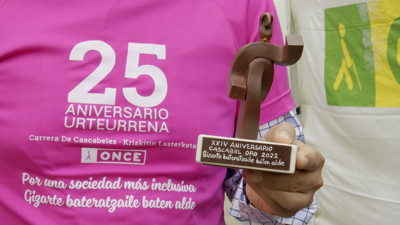 25
ANIVERSARIO
URTEURRENA
Carrera De Cascabeles - Kriskitin Lasterketa
ONCE
Por una sociedad más inclusiva
Gizarte bateratzaile baten alde
XXIV ANIVERSARIO
CASCABEL ORO 2022
Gizarte bateratzaile baten alde